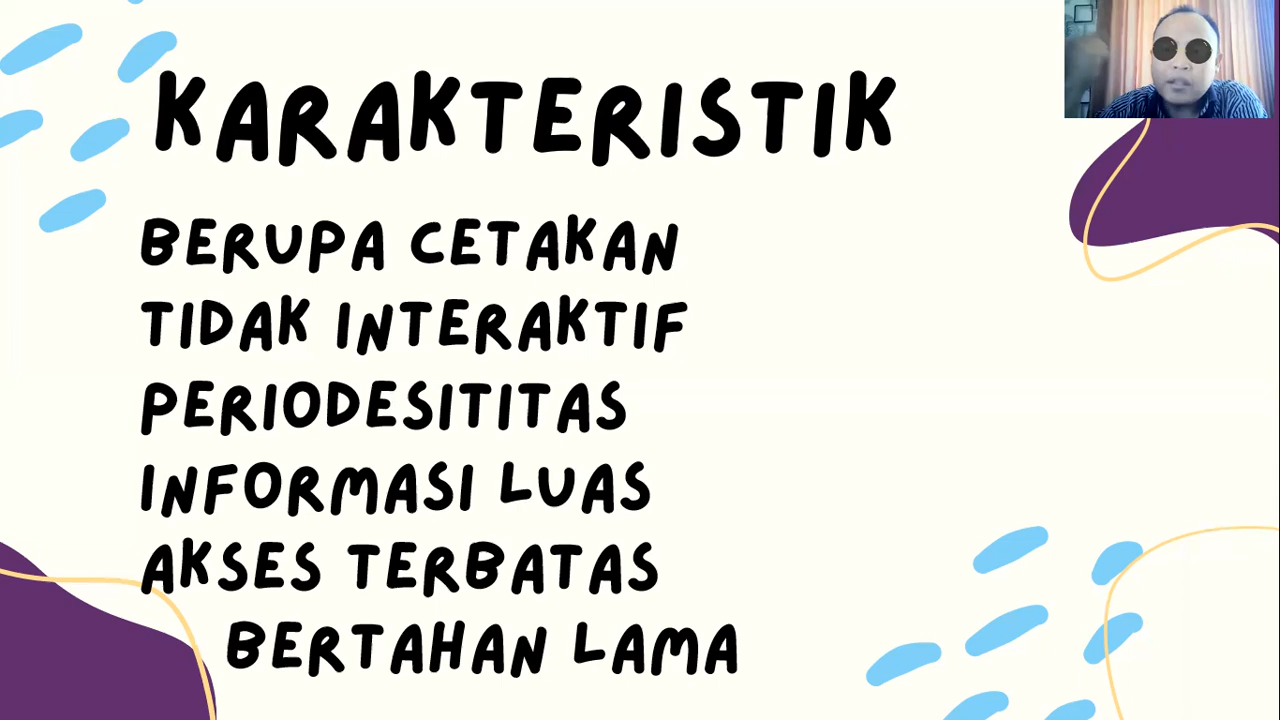 KARAKTERISTIK
BERUPA CETAKAN
TIDAK INTERAKTIF
PERIODESITITAS
INFORMASI LUAS
AKSES TERBATAS
BERTAHAN LAMA